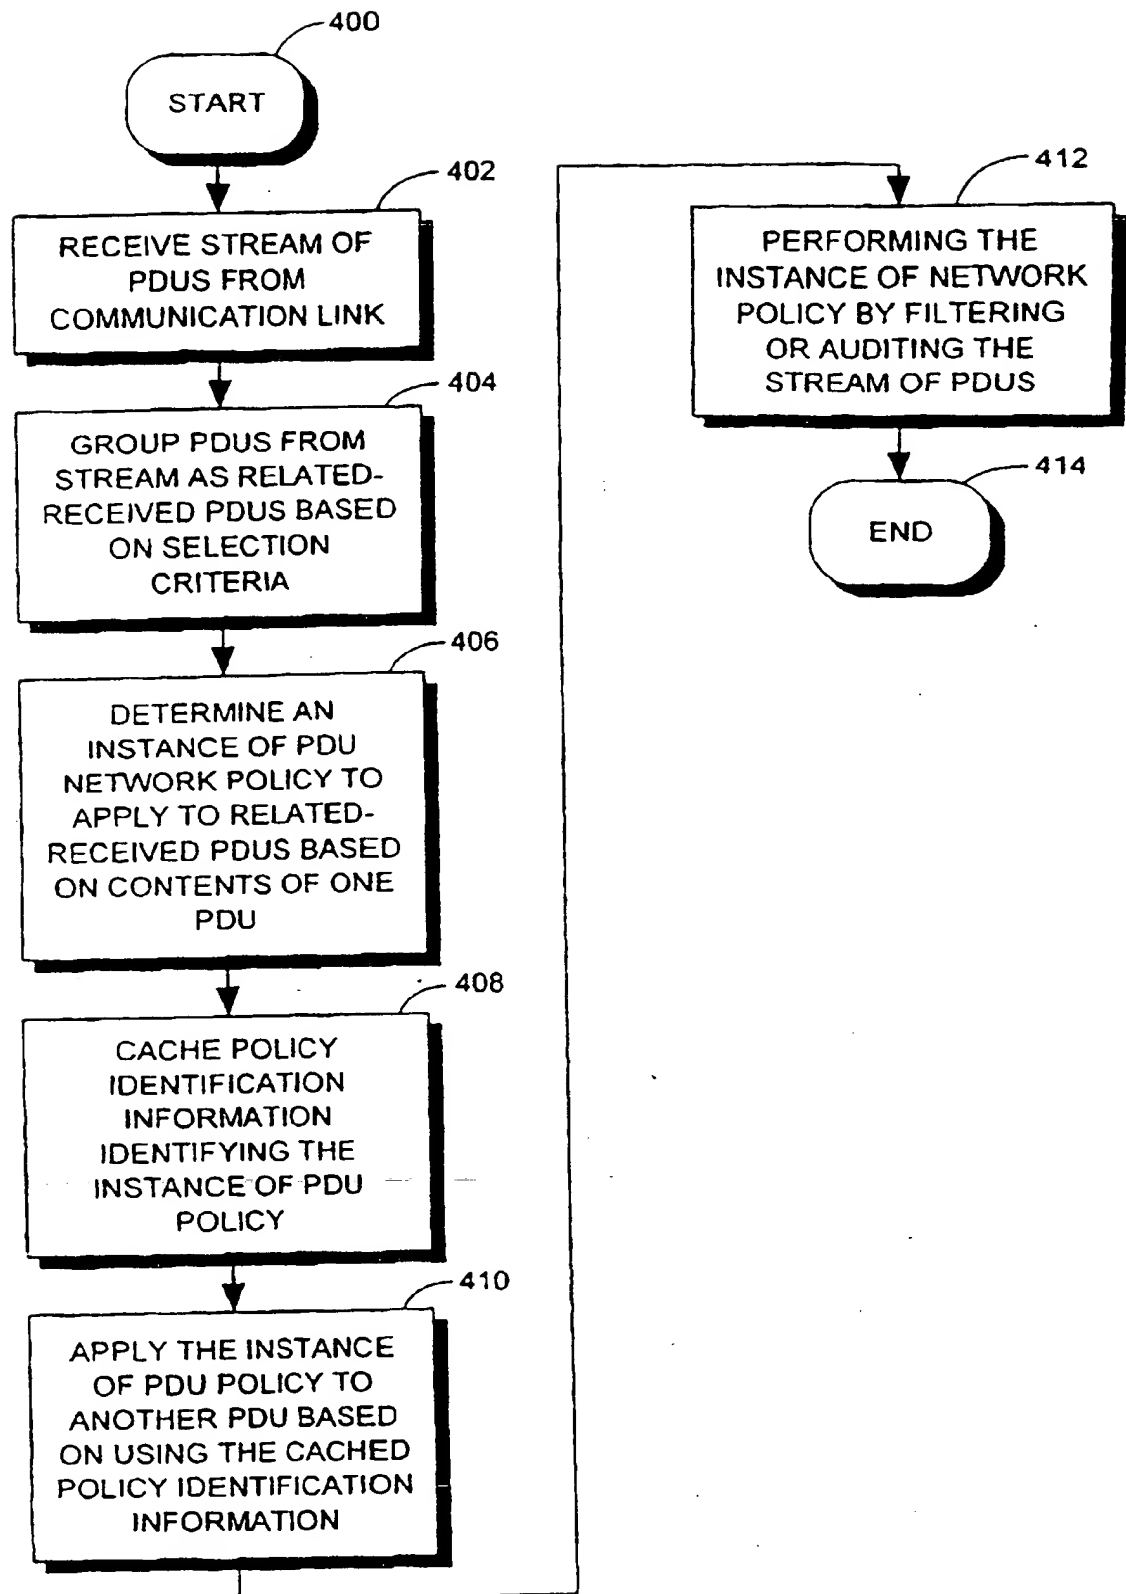 400
START
402
RECEIVE STREAM OF
PDUS FROM
COMMUNICATION LINK
404
GROUP PDUS FROM
STREAM AS RELATED-
RECEIVED PDUS BASED
ON SELECTION
CRITERIA
406
DETERMINE AN
INSTANCE OF PDU
NETWORK POLICY TO
APPLY TO RELATED-
RECEIVED PDUS BASED
ON CONTENTS OF ONE
PDU
408
CACHE POLICY
IDENTIFICATION
INFORMATION
IDENTIFYING THE
INSTANCE OF PDU
POLICY
410
APPLY THE INSTANCE
OF PDU POLICY TO
ANOTHER PDU BASED
ON USING THE CACHED
POLICY IDENTIFICATION
INFORMATION
412
PERFORMING THE
INSTANCE OF NETWORK
POLICY BY FILTERING
OR AUDITING THE
STREAM OF PDUS
414
END